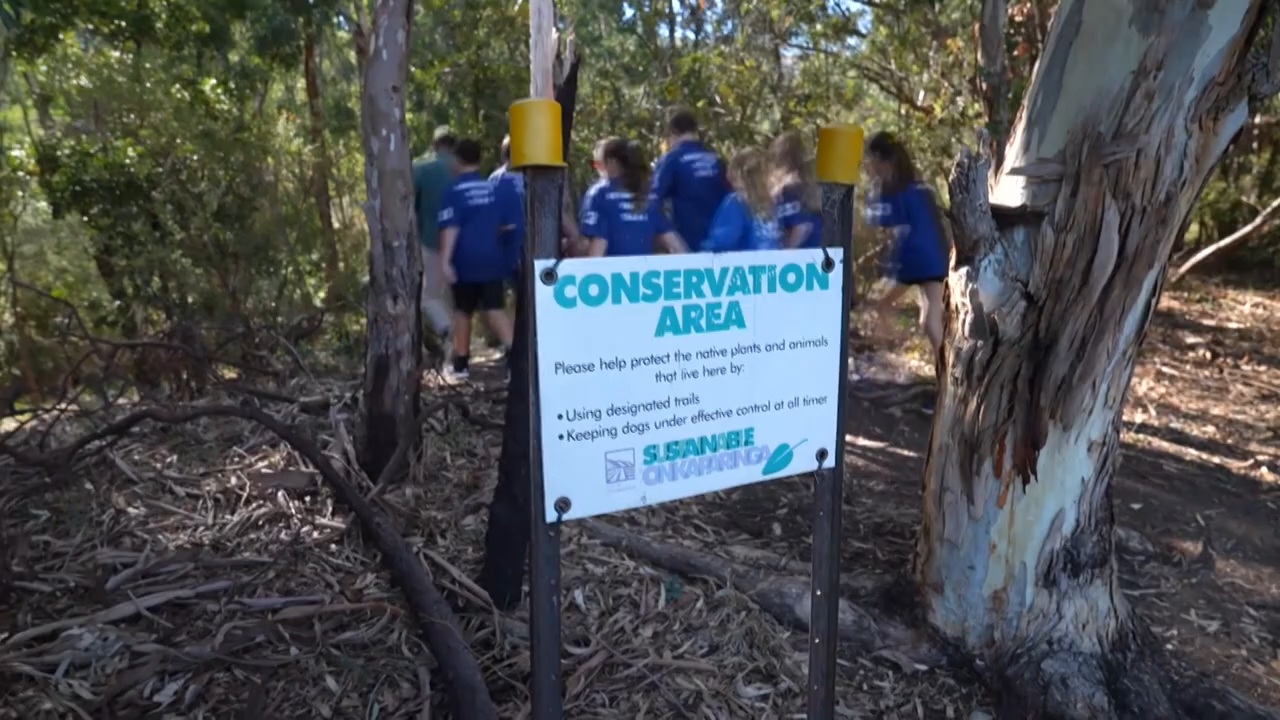 CONSERVATION
AREA
Please help protect the native plants and animals
that live here by:
• Using designated trails
• Keeping dogs under effective control at all timer
SUSTAINABLE
ONKAPARINGA